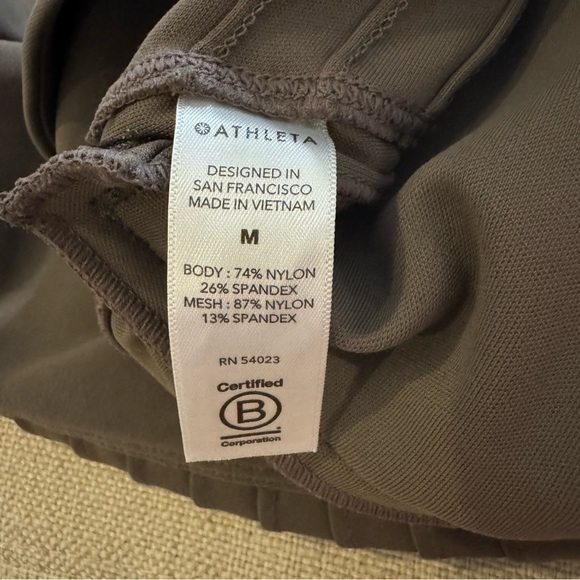 ATHLETA
DESIGNED IN
SAN FRANCISCO
MADE IN VIETNAM
M
BODY : 74% NYLON
26% SPANDEX
MESH : 87% NYLON
13% SPANDEX
RN 54023
Certified
B
Corporation